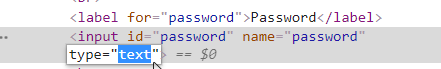 <label for="password">Password</label>
<input id="password" name="password"
type="text"> == $0